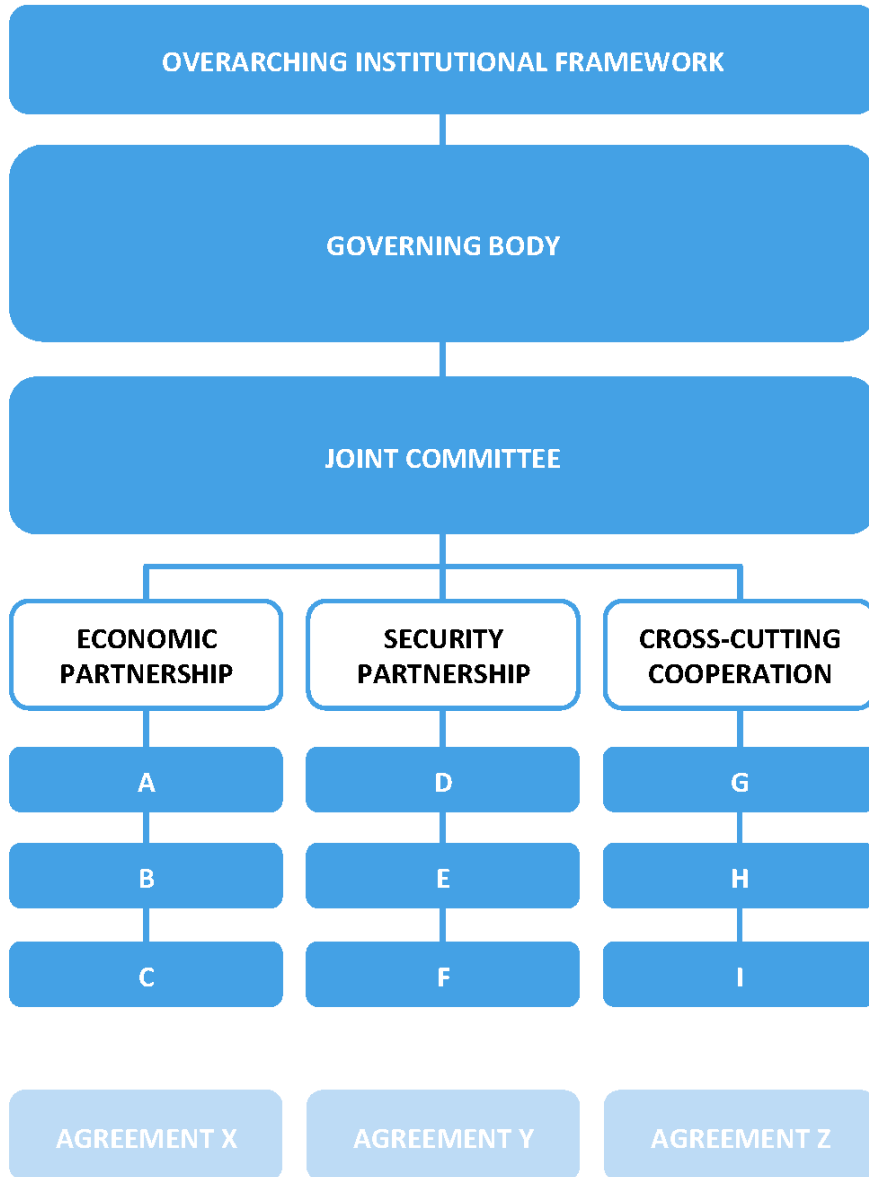 OVERARCHING INSTITUTIONAL FRAMEWORK
GOVERNING BODY
JOINT COMMITTEE
ECONOMIC
PARTNERSHIP
SECURITY
PARTNERSHIP
CROSS-CUTTING
COOPERATION
A
D
G
B
E
H
C
F
I
AGREEMENT X
AGREEMENT Y
AGREEMENT Z